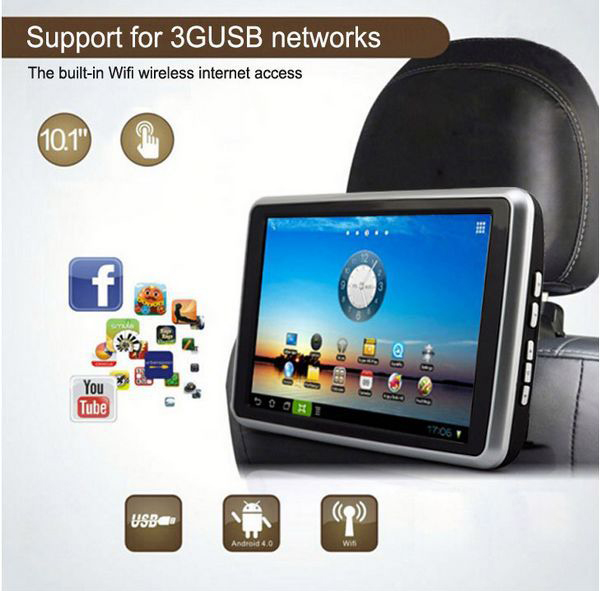 Support for 3GUSB networks
The built-in Wifi wireless internet access
10.1"
f
smule
You
Tube
17:06
USB
Android 4.0
Wifi